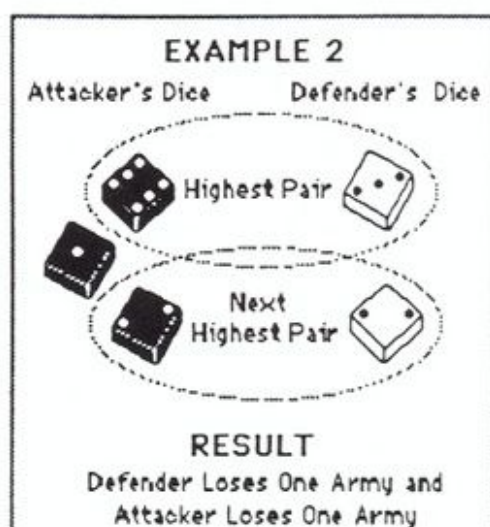 EXAMPLE 2
Attacker's Dice Defender's Dice
Highest Pair
Next
Highest Pair
RESULT
Defender Loses One Army and
Attacker Loses One Army